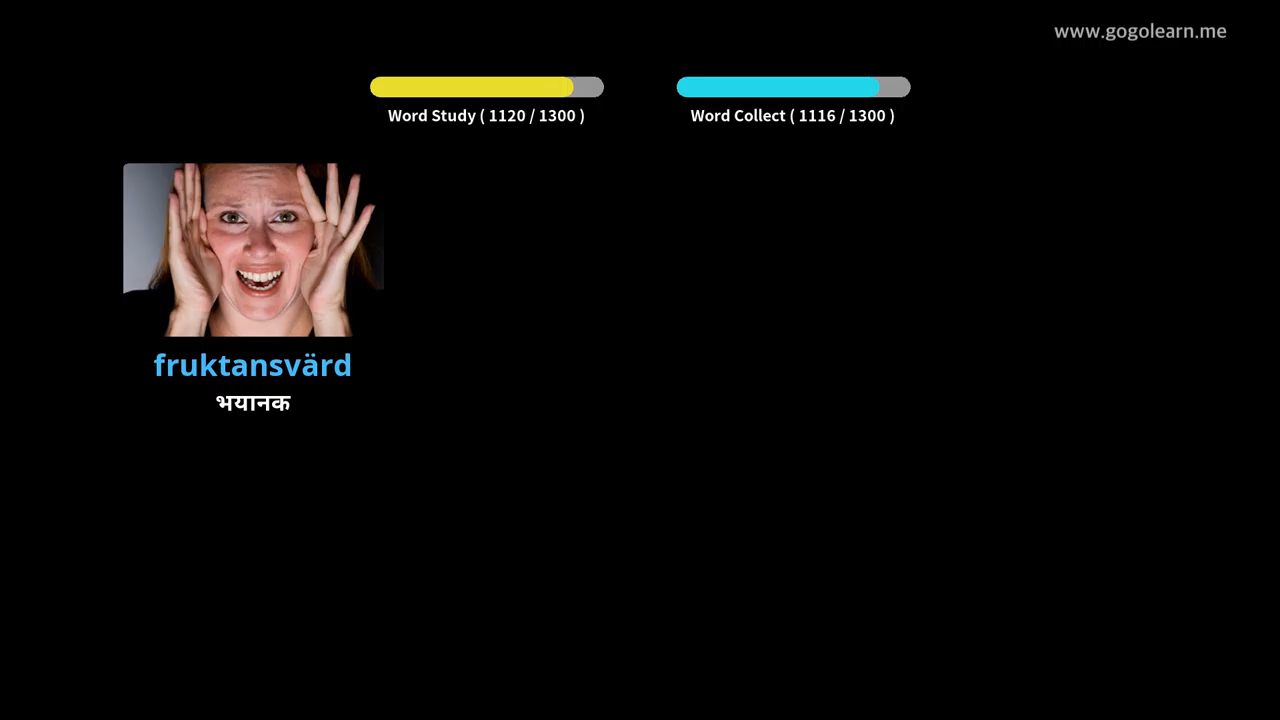 www.gogolearn.me
Word Study ( 1120 / 1300 )
Word Collect ( 1116 / 1300 )
fruktansvärd
भयानक